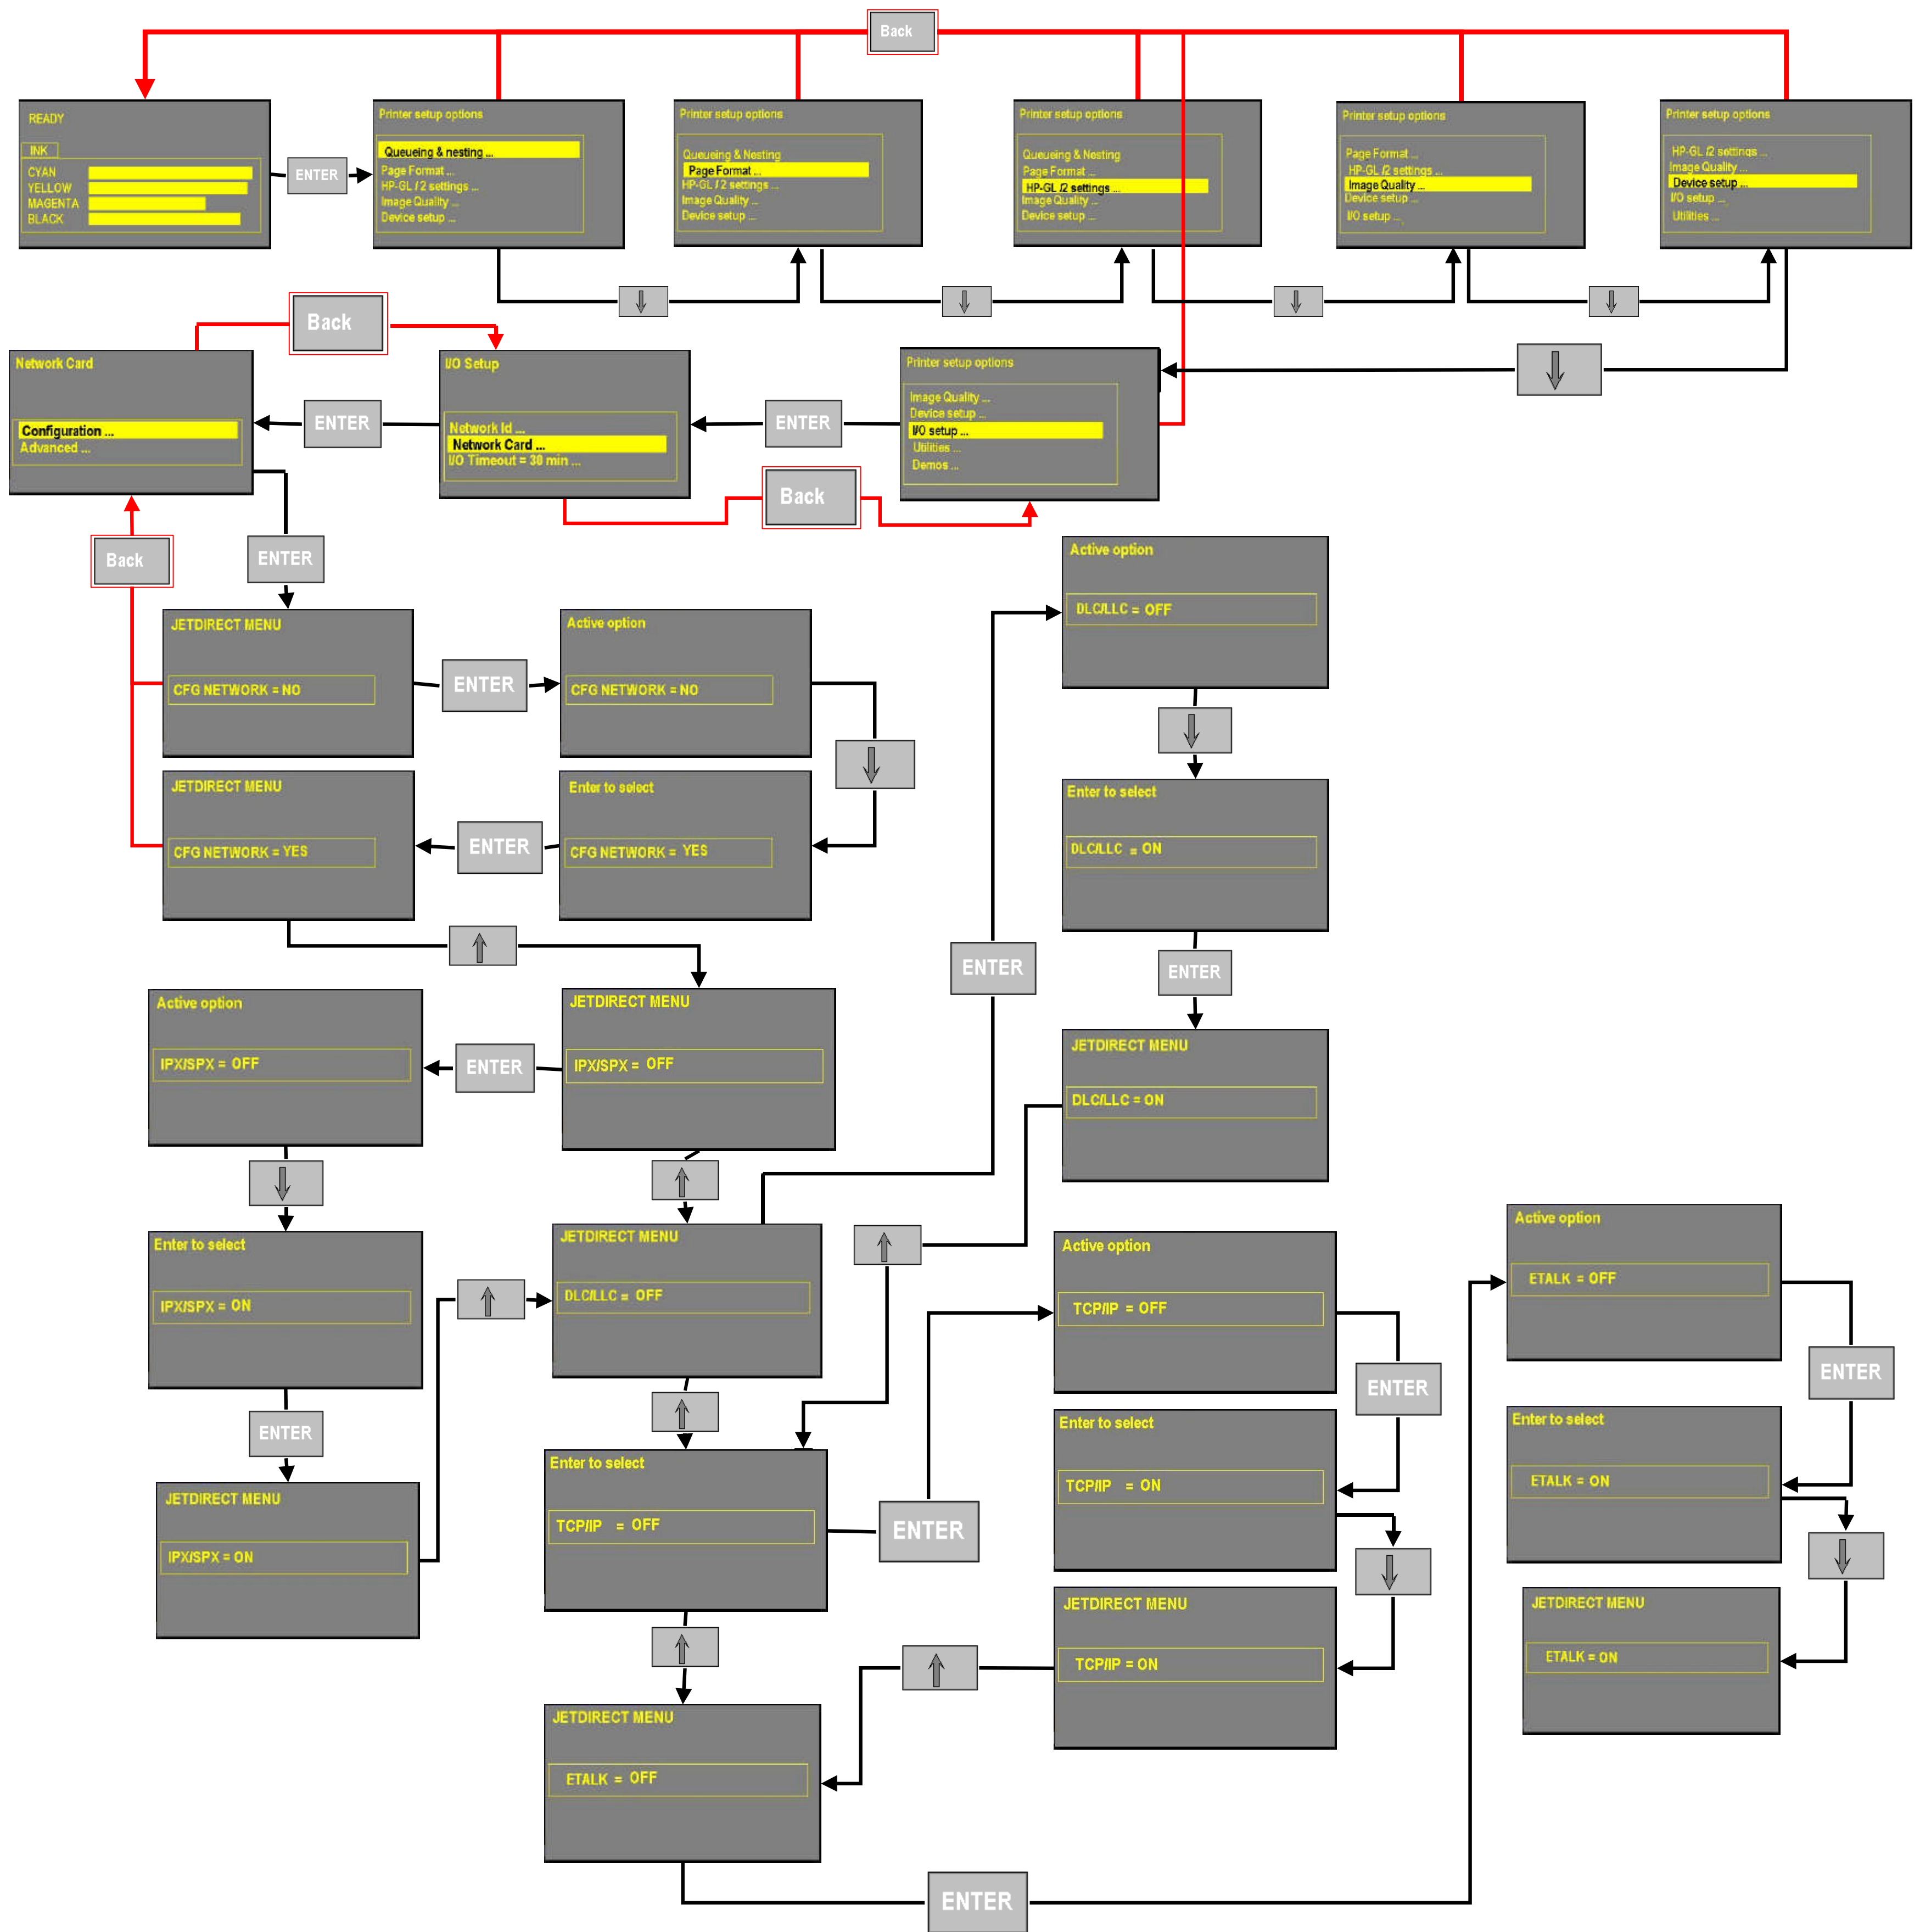 Back
READY
INK
CYAN
YELLOW
MAGENTA
BLACK
ENTER
Printer setup options
Queueing & nesting ...
Page Format ...
HP-GL / 2 settings ...
Image Quality ...
Device setup ...
Printer setup options
Queueing & Nesting
Page Format ...
HP-GL / 2 settings ...
Image Quality ...
Device setup ...
Printer setup options
Queueing & Nesting
Page Format ...
HP-GL /2 settings ...
Image Quality ...
Device setup ...
Printer setup options
Page Format ...
HP-GL /2 settings ...
Image Quality ...
Device setup ...
I/O setup ...
Printer setup options
HP-GL /2 settings ...
Image Quality ...
Device setup ...
I/O setup ...
Utilities ...
Back
Network Card
Configuration ...
Advanced ...
ENTER
I/O Setup
Network Id ...
Network Card ...
I/O Timeout = 30 min ...
ENTER
Printer setup options
Image Quality ...
Device setup ...
I/O setup ...
Utilities ...
Demos ...
Back
Back
ENTER
JETDIRECT MENU
CFG NETWORK = NO
ENTER
Active option
CFG NETWORK = NO
JETDIRECT MENU
CFG NETWORK = YES
ENTER
Enter to select
CFG NETWORK = YES
Active option
DLC/LLC = OFF
Enter to select
DLC/LLC = ON
ENTER
ENTER
JETDIRECT MENU
DLC/LLC = ON
Active option
IPX/SPX = OFF
ENTER
JETDIRECT MENU
IPX/SPX = OFF
Enter to select
IPX/SPX = ON
ENTER
JETDIRECT MENU
IPX/SPX = ON
JETDIRECT MENU
DLC/LLC = OFF
Enter to select
TCP/IP = OFF
ENTER
Active option
TCP/IP = OFF
ENTER
Enter to select
TCP/IP = ON
JETDIRECT MENU
TCP/IP = ON
JETDIRECT MENU
ETALK = OFF
ENTER
Active option
ETALK = OFF
ENTER
Enter to select
ETALK = ON
JETDIRECT MENU
ETALK = ON